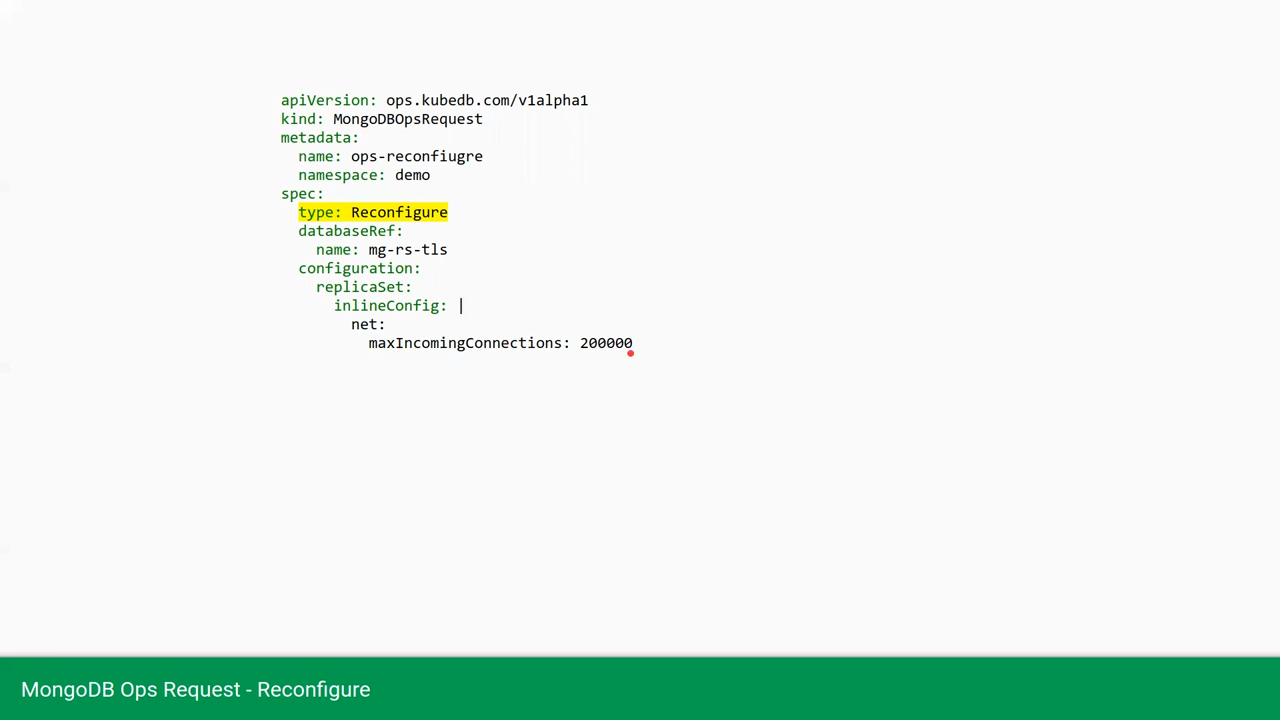 apiVersion: ops.kubedb.com/v1alpha1
kind: MongoDBOpsRequest
metadata:
  name: ops-reconfiugre
  namespace: demo
spec:
  type: Reconfigure
  databaseRef:
    name: mg-rs-tls
  configuration:
    replicaSet:
      inlineConfig: |
        net:
          maxIncomingConnections: 200000
MongoDB Ops Request - Reconfigure